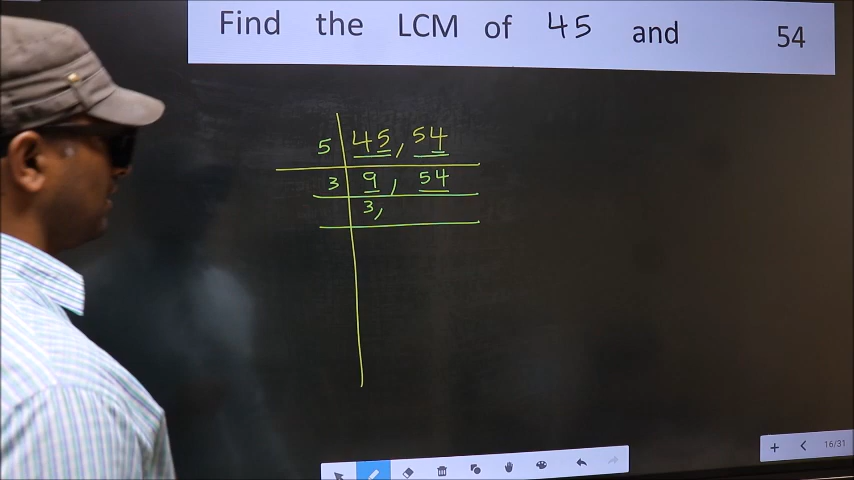 Find the LCM of 45 and 54
5 45, 54
3 9, 54
3,
16/31